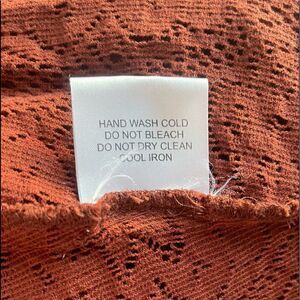 HAND WASH COLD
DO NOT BLEACH
DO NOT DRY CLEAN
COOL IRON